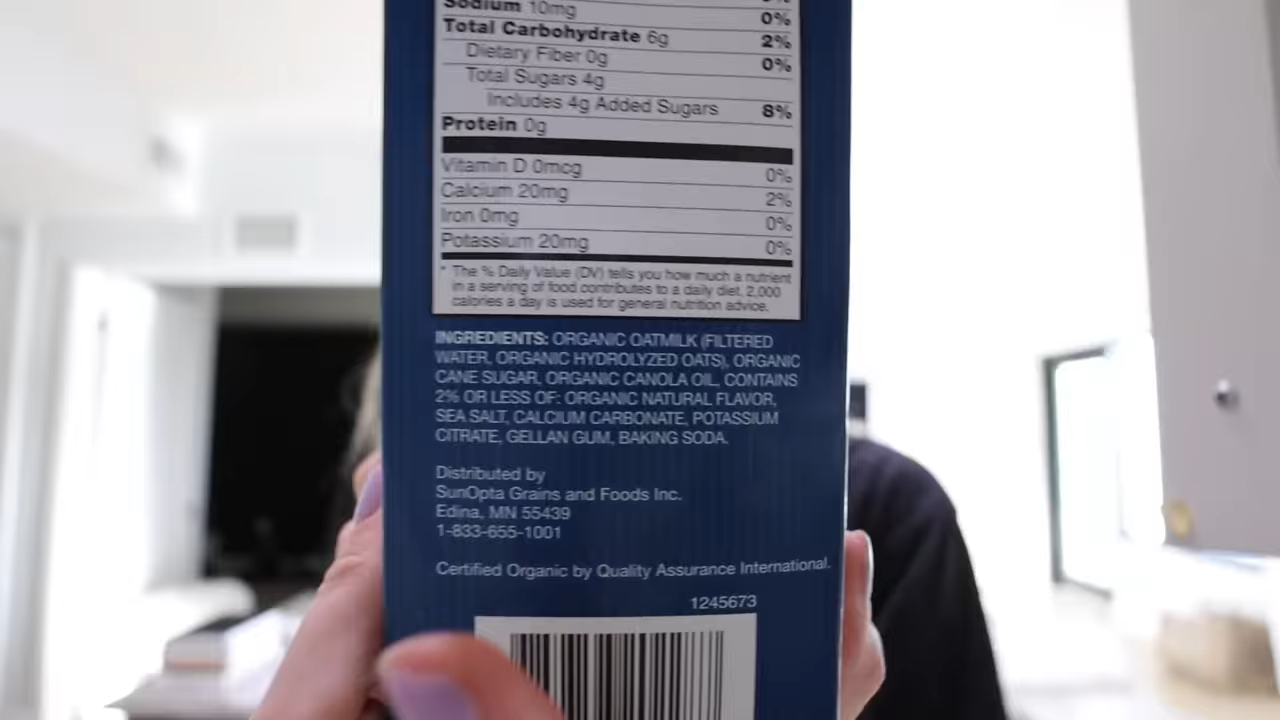 Sodium 10mg 0%
Total Carbohydrate 6g 2%
Dietary Fiber 0g 0%
Total Sugars 4g
Includes 4g Added Sugars 8%
Protein 0g
Vitamin D 0mcg 0%
Calcium 20mg 2%
Iron 0mg 0%
Potassium 20mg 0%
* The % Daily Value (DV) tells you how much a nutrient
in a serving of food contributes to a daily diet. 2,000
calories a day is used for general nutrition advice.
INGREDIENTS: ORGANIC OATMILK (FILTERED
WATER, ORGANIC HYDROLYZED OATS), ORGANIC
CANE SUGAR, ORGANIC CANOLA OIL, CONTAINS
2% OR LESS OF: ORGANIC NATURAL FLAVOR,
SEA SALT, CALCIUM CARBONATE, POTASSIUM
CITRATE, GELLAN GUM, BAKING SODA.
Distributed by
SunOpta Grains and Foods Inc.
Edina, MN 55439
1-833-655-1001
Certified Organic by Quality Assurance International.
1245673